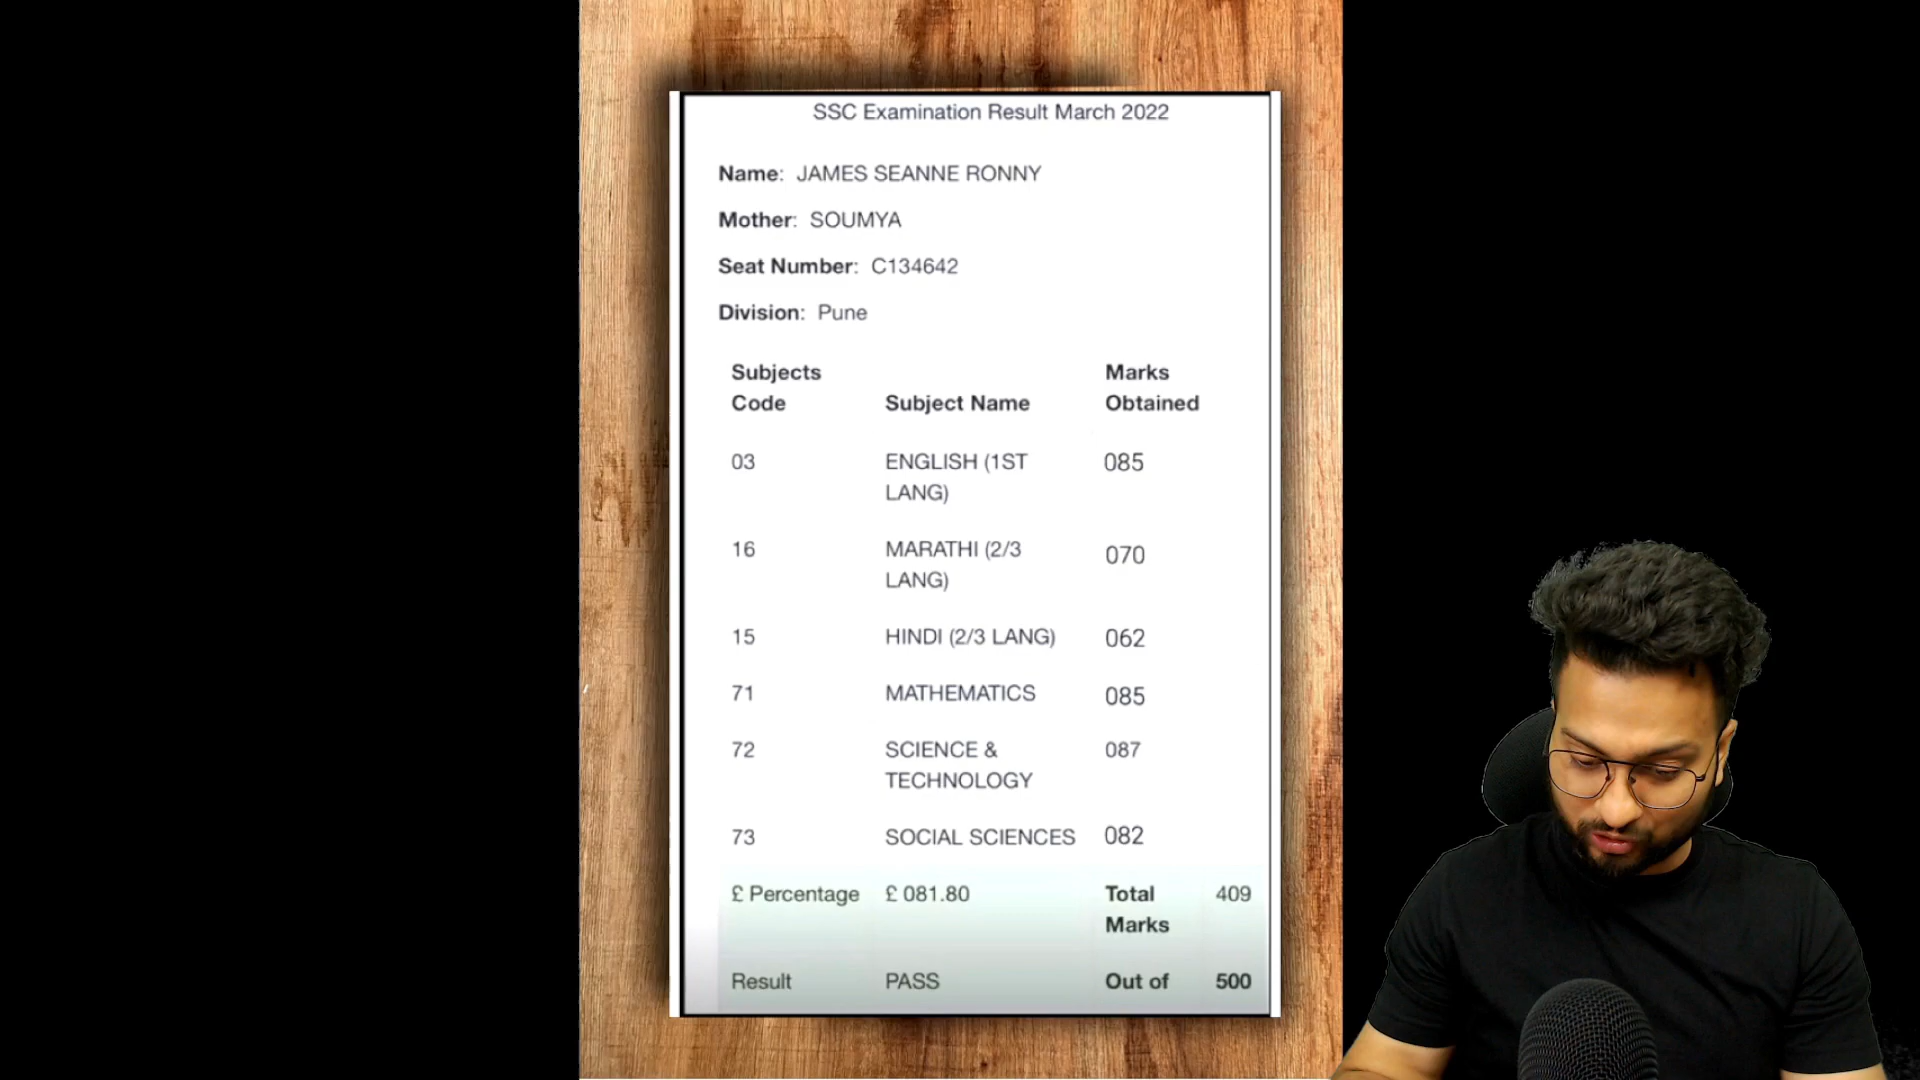 SSC Examination Result March 2022
Name: JAMES SEANNE RONNY
Mother: SOUMYA
Seat Number: C134642
Division: Pune
Subjects Code Subject Name Marks Obtained
03 ENGLISH (1ST LANG) 085
16 MARATHI (2/3 LANG) 070
15 HINDI (2/3 LANG) 062
71 MATHEMATICS 085
72 SCIENCE & TECHNOLOGY 087
73 SOCIAL SCIENCES 082
£ Percentage £ 081.80 Total Marks 409
Result PASS Out of 500